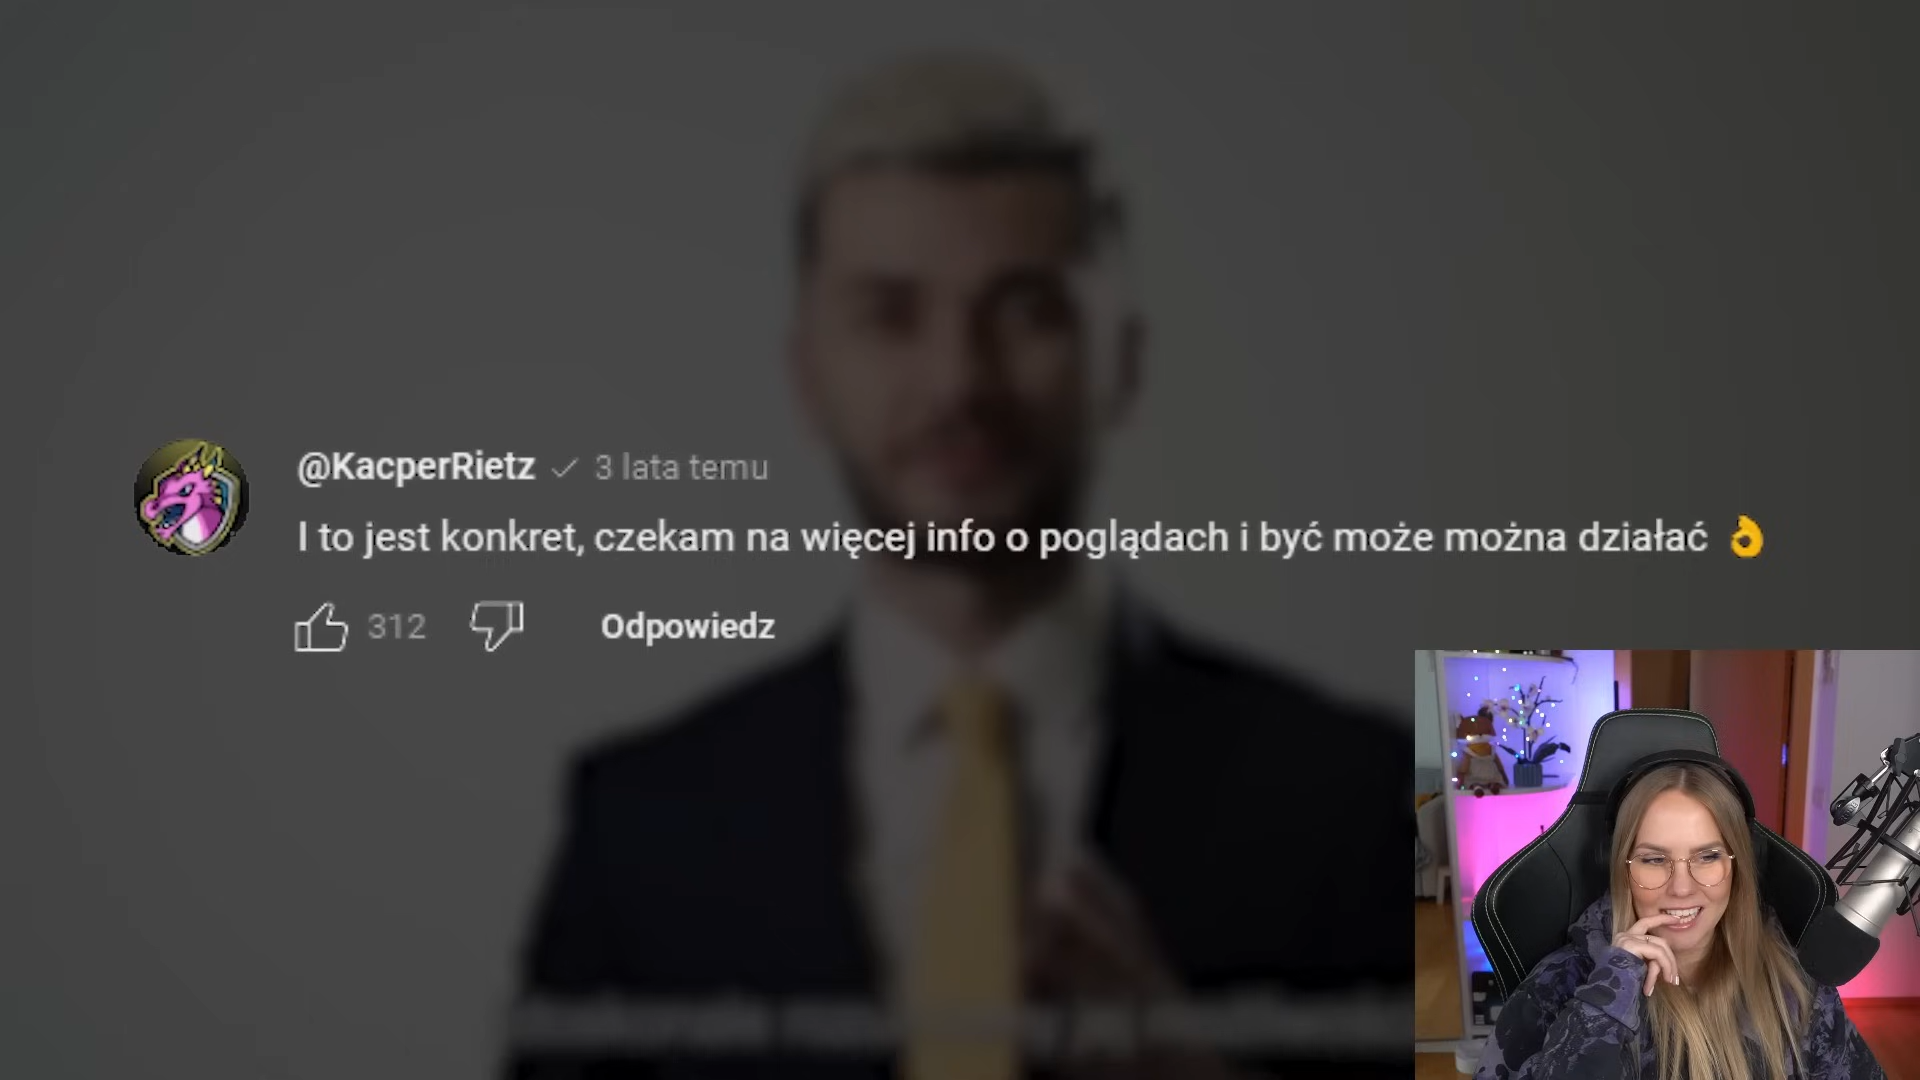 @KacperRietz 3 lata temu
I to jest konkret, czekam na więcej info o poglądach i być może można działać 👌
312 Odpowiedz